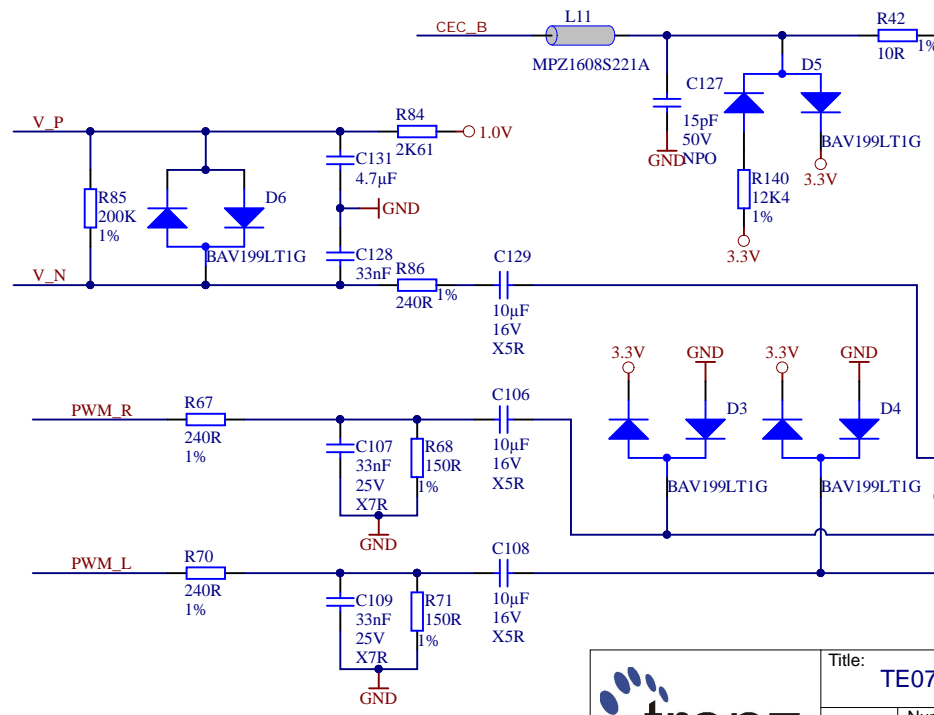 CEC_B
L11
MPZ1608S221A
R42
10R
1%
C127
15pF
50V
NPO
GND
D5
BAV199LT1G
3.3V
R140
12K4
1%
3.3V
V_P
R84
2K61
1.0V
C131
4.7µF
GND
R85
200K
1%
D6
BAV199LT1G
C128
33nF
V_N
R86
240R
1%
C129
10µF
16V
X5R
3.3V
GND
3.3V
GND
D3
BAV199LT1G
D4
BAV199LT1G
PWM_R
R67
240R
1%
C107
33nF
25V
X7R
R68
150R
1%
GND
C106
10µF
16V
X5R
PWM_L
R70
240R
1%
C109
33nF
25V
X7R
R71
150R
1%
GND
C108
10µF
16V
X5R
Title:
TE07